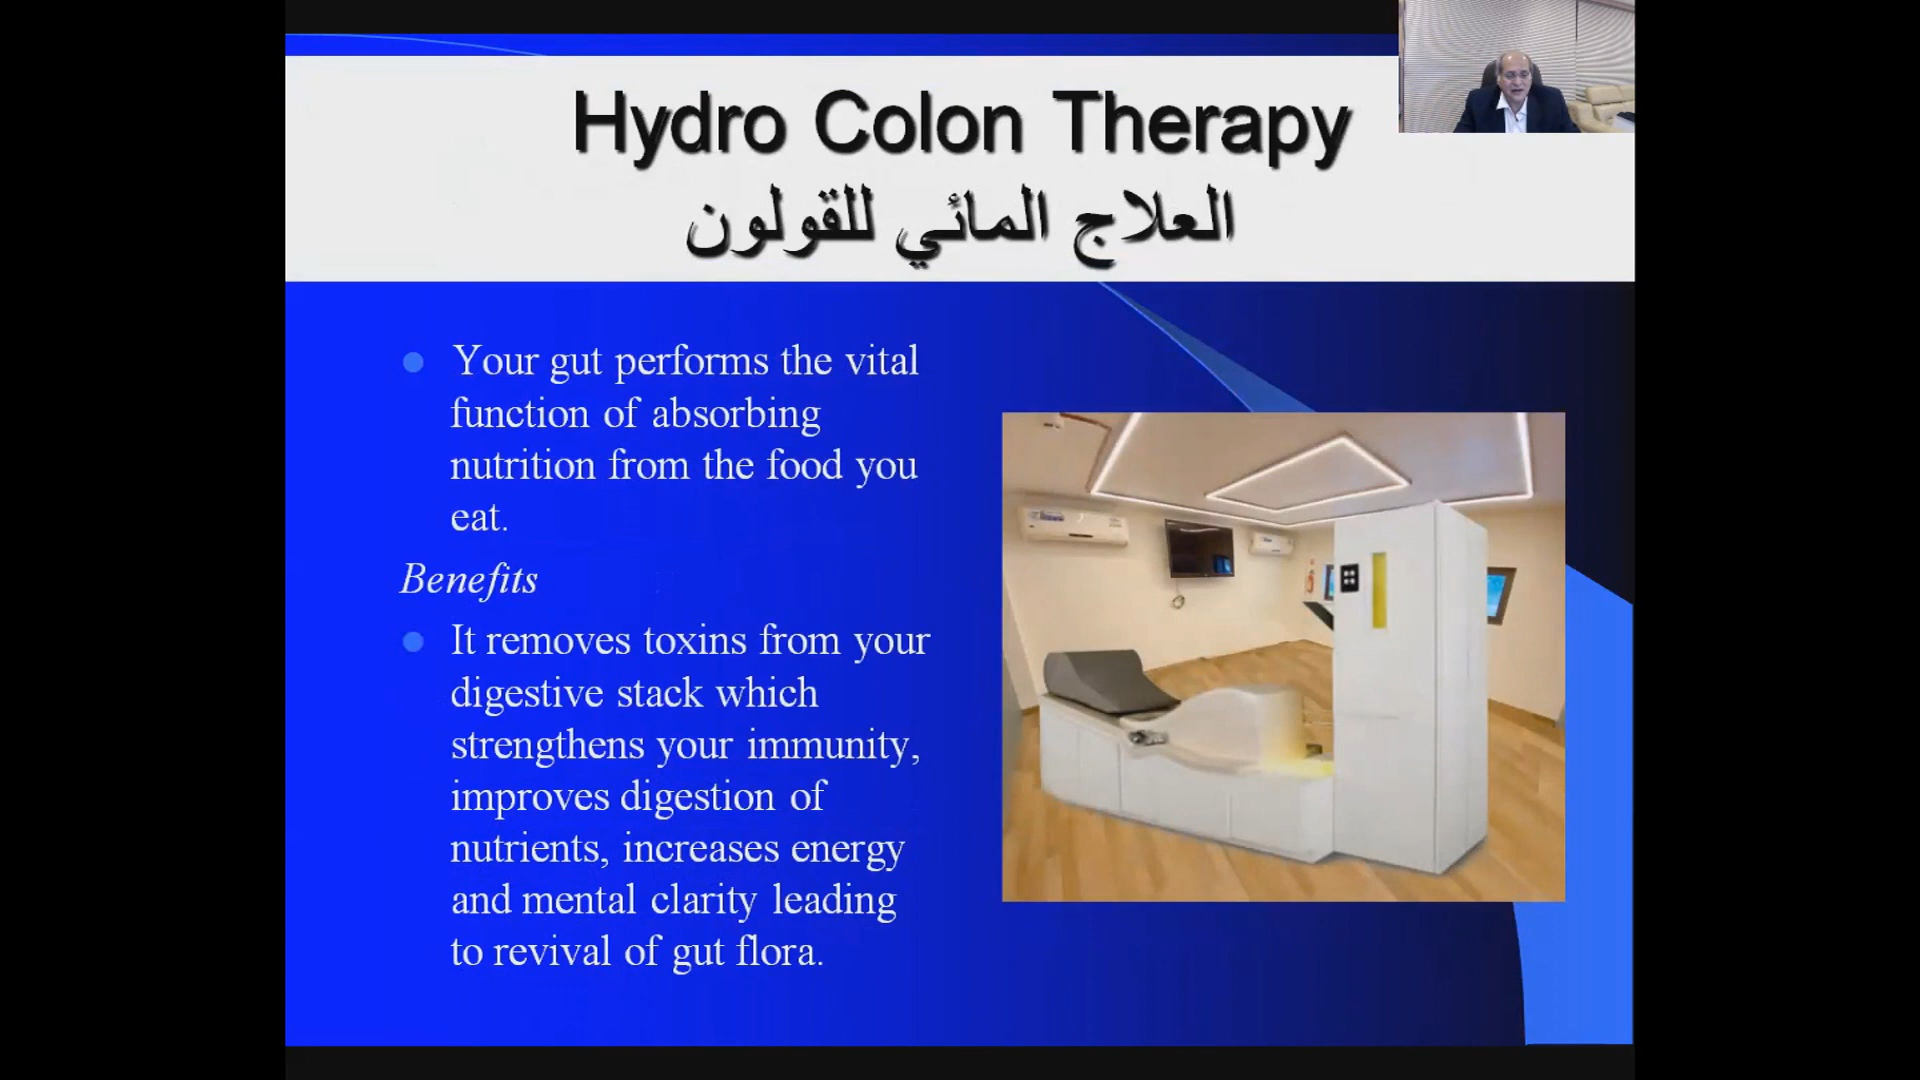 Hydro Colon Therapy
العلاج المائي للقولون
Your gut performs the vital
function of absorbing
nutrition from the food you
eat.
Benefits
It removes toxins from your
digestive stack which
strengthens your immunity,
improves digestion of
nutrients, increases energy
and mental clarity leading
to revival of gut flora.